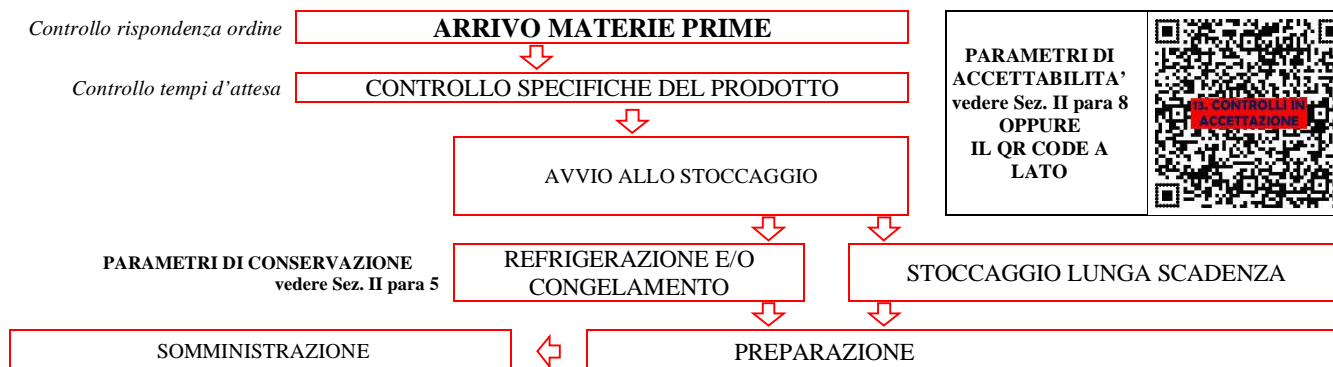 Controllo rispondenza ordine
ARRIVO MATERIE PRIME
Controllo tempi d'attesa
CONTROLLO SPECIFICHE DEL PRODOTTO
PARAMETRI DI
ACCETTABILITA’
vedere Sez. II para 8
OPPURE
IL QR CODE A
LATO
13. CONTROLLI IN
ACCETTAZIONE
AVVIO ALLO STOCCAGGIO
PARAMETRI DI CONSERVAZIONE
vedere Sez. II para 5
REFRIGERAZIONE E/O
CONGELAMENTO
STOCCAGGIO LUNGA SCADENZA
SOMMINISTRAZIONE
PREPARAZIONE